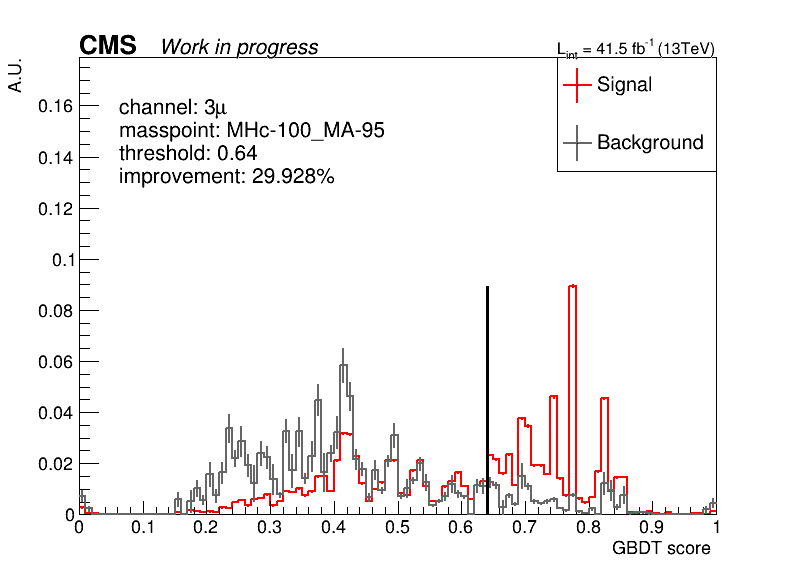 CMS Work in progress
L_int = 41.5 fb^-1 (13TeV)
A.U.
Signal
Background
channel: 3μ
masspoint: MHc-100_MA-95
threshold: 0.64
improvement: 29.928%
0.16
0.14
0.12
0.1
0.08
0.06
0.04
0.02
0
0 0.1 0.2 0.3 0.4 0.5 0.6 0.7 0.8 0.9 1
GBDT score